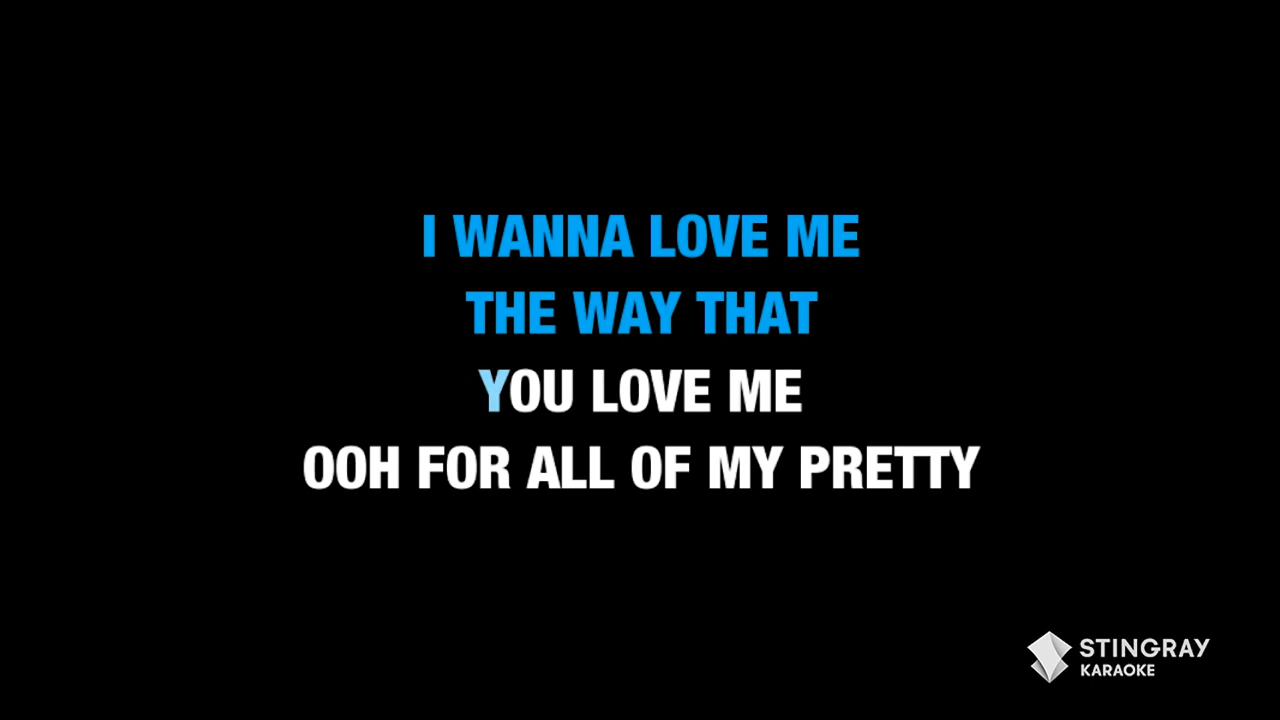 I WANNA LOVE ME
THE WAY THAT
YOU LOVE ME
OOH FOR ALL OF MY PRETTY
STINGRAY
KARAOKE